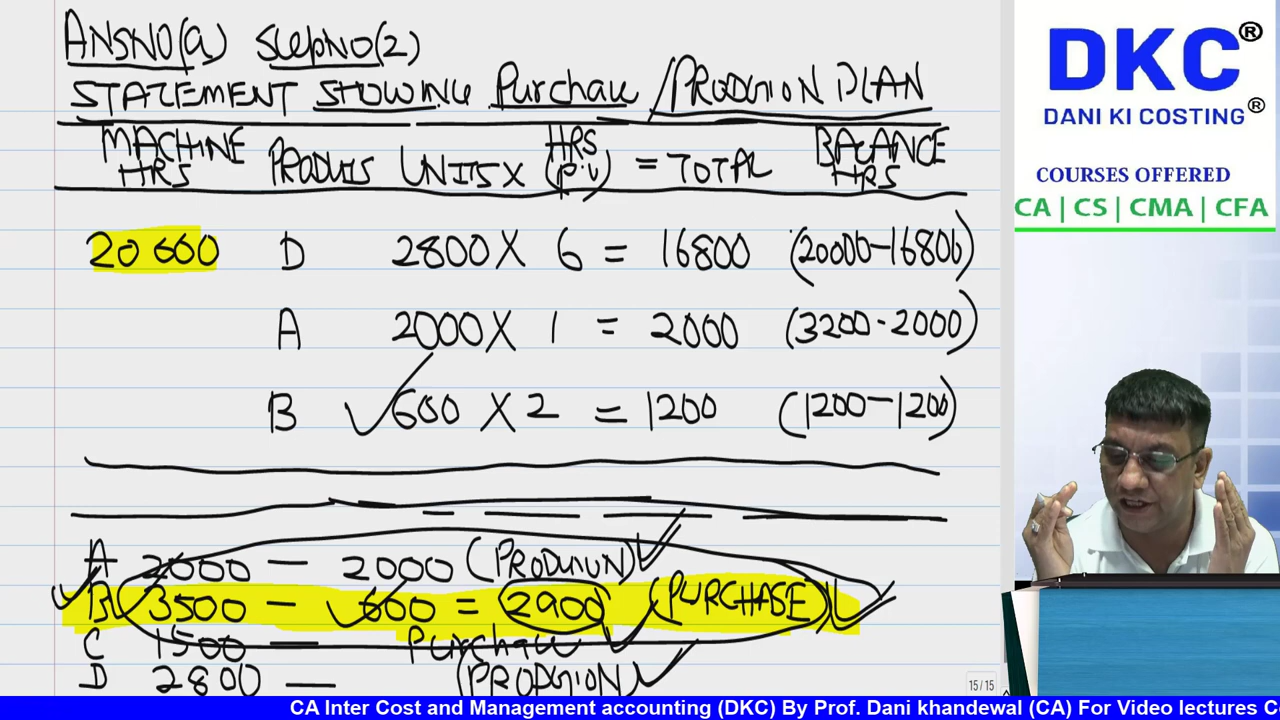 ANSNO(a) StepNO(2)
STATEMENT SHOWING Purchase / PRODUCTION PLAN
MACHINE HRS PRODUCTS UNITS X HRS (P.U) = TOTAL BALANCE HRS
20 000 D 2800 X 6 = 16800 (20000-16800)
A 2000 X 1 = 2000 (3200-2000)
B 600 X 2 = 1200 (1200-1200)
A 2000 - 2000 (PRODUCTION)
B 3500 - 600 = 2900 (PURCHASE)
C 1500 - Purchase
D 2800 - (PRODUCTION)
15/15
DKC®
DANI KI COSTING®
COURSES OFFERED
CA | CS | CMA | CFA
CA Inter Cost and Management accounting (DKC) By Prof. Dani khandewal (CA) For Video lectures C